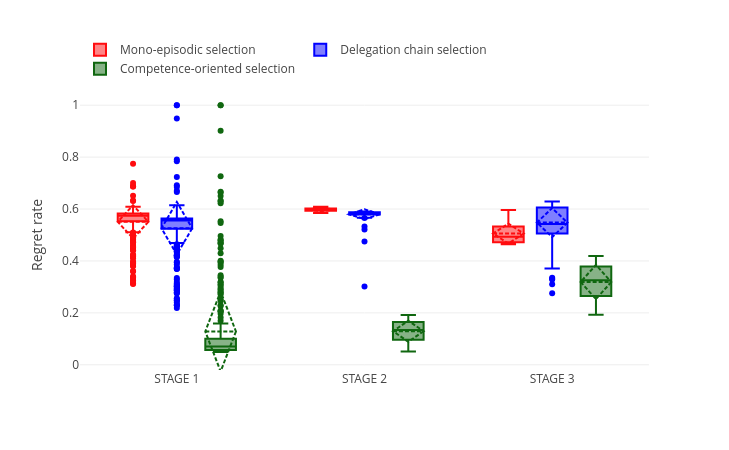 Mono-episodic selection
Delegation chain selection
Competence-oriented selection
1
0.8
0.6
0.4
0.2
0
Regret rate
STAGE 1
STAGE 2
STAGE 3